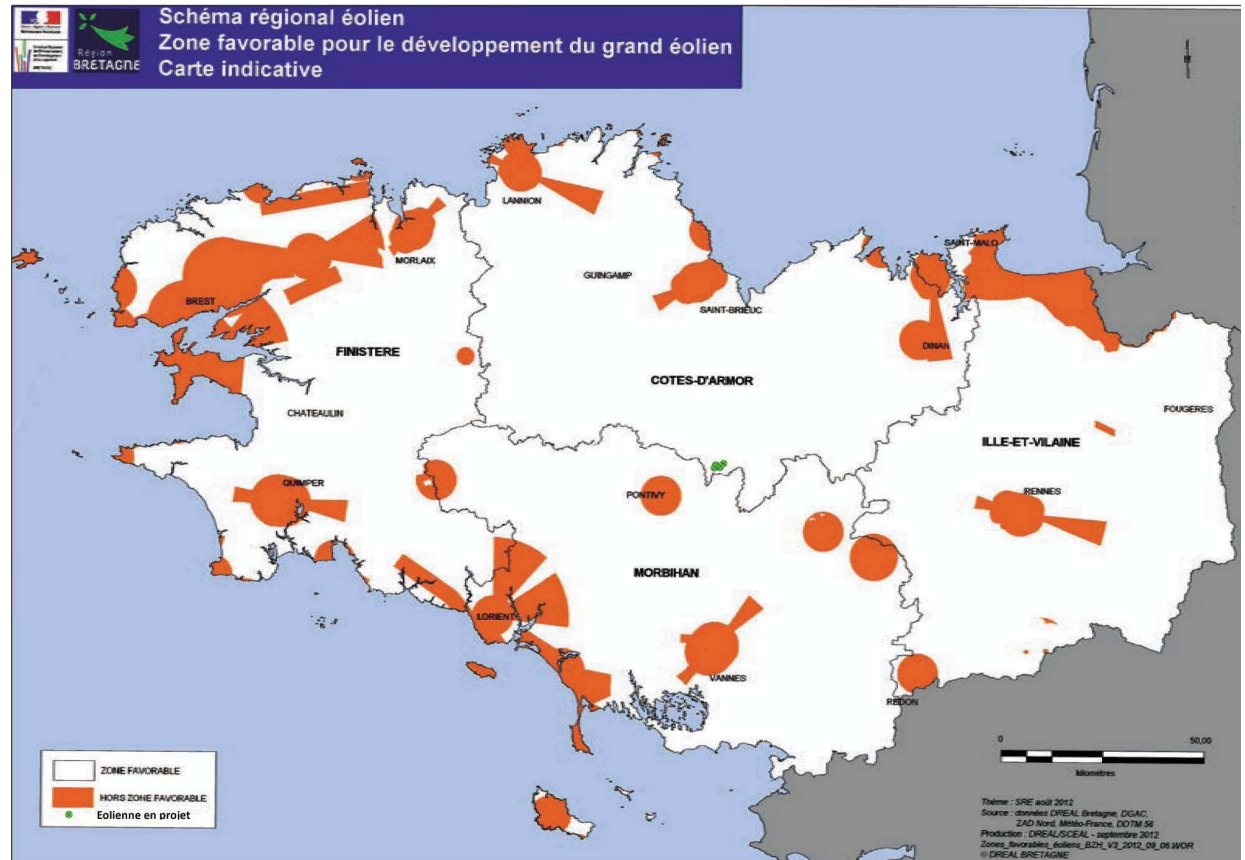 Schéma régional éolien
Zone favorable pour le développement du grand éolien
Carte indicative
Région
BRETAGNE
LANNION
MORLAIX
GUINGAMP
SAINT-BRIEUC
SAINT-MALO
BREST
DINAN
FINISTERE
COTES-D'ARMOR
CHATEAULIN
FOUGERES
ILLE-ET-VILAINE
QUIMPER
PONTIVY
RENNES
MORBIHAN
LORIENT
VANNES
REDON
ZONE FAVORABLE
HORS ZONE FAVORABLE
Eolienne en projet
0 50,00
kilomètres
Thème : SRE août 2012
Source : données DREAL Bretagne, DGAC,
ZAD Nord, Météo-France, DDTM 56
Production : DREAL/SCEAL - septembre 2012
Zones_favorables_éoliens_BZH_V3_2012_09_06.WOR
© DREAL BRETAGNE